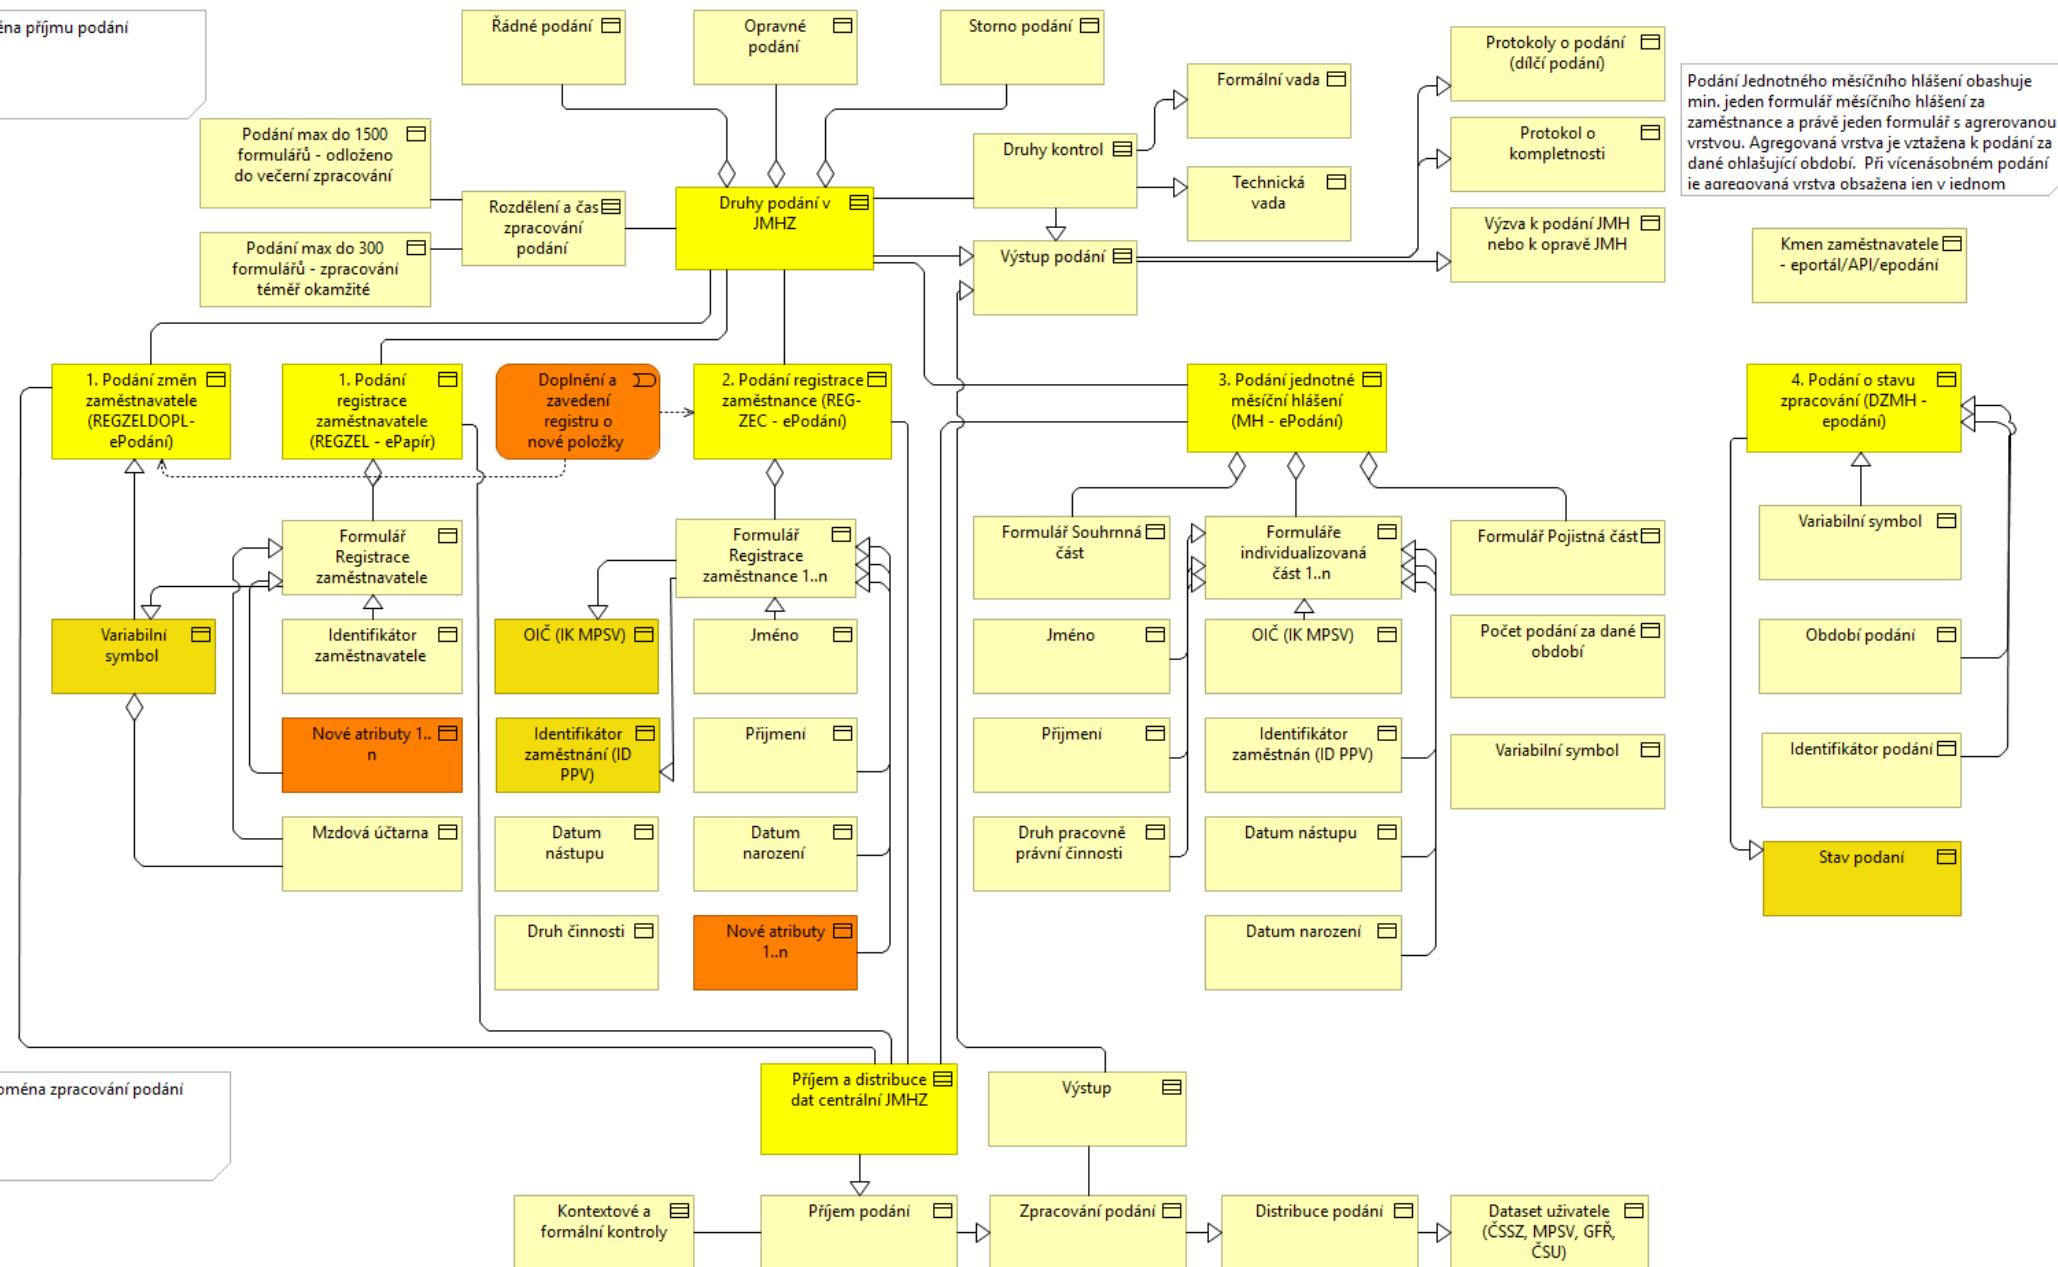 ěna příjmu podání
Řádné podání
Opravné
podání
Storno podání
Protokoly o podání
(dílčí podání)
Formální vada
Podání Jednotného měsíčního hlášení obashuje
min. jeden formulář měsíčního hlášení za
zaměstnance a právě jeden formulář s agrerovanou
vrstvou. Agregovaná vrstva je vztažena k podání za
dané ohlašující období. Při vícenásobném podání
je agregovaná vrstva obsažena jen v jednom
Podání max do 1500
formulářů - odloženo
do večerní zpracování
Druhy kontrol
Protokol o
kompletnosti
Technická
vada
Rozdělení a čas
zpracování
podání
Druhy podání v
JMHZ
Podání max do 300
formulářů - zpracování
téměř okamžité
Výstup podání
Výzva k podání JMH
nebo k opravě JMH
Kmen zaměstnavatele
- eportál/API/epodání
1. Podání změn
zaměstnavatele
(REGZELDOPL-
ePodání)
1. Podání
registrace
zaměstnavatele
(REGZEL - ePapír)
Doplnění a
zavedení
registru o
nové položky
2. Podání registrace
zaměstnance (REG-
ZEC - ePodání)
3. Podání jednotné
měsíční hlášení
(MH - ePodání)
4. Podání o stavu
zpracování (DZMH -
epodání)
Formulář
Registrace
zaměstnavatele
Formulář
Registrace
zaměstnance 1..n
Formulář Souhrnná
část
Formuláře
individualizovaná
část 1..n
Formulář Pojistná část
Variabilní symbol
Variabilní
symbol
Identifikátor
zaměstnavatele
OIČ (IK MPSV)
Jméno
Jméno
OIČ (IK MPSV)
Počet podání za dané
období
Období podání
Nové atributy 1..
n
Identifikátor
zaměstnání (ID
PPV)
Přijmení
Přijmení
Identifikátor
zaměstnán (ID PPV)
Variabilní symbol
Identifikátor podání
Mzdová účtarna
Datum
nástupu
Datum
narození
Druh pracovně
právní činnosti
Datum nástupu
Stav podaní
Druh činnosti
Nové atributy
1..n
Datum narození
oména zpracování podání
Příjem a distribuce
dat centrální JMHZ
Výstup
Kontextové a
formální kontroly
Příjem podání
Zpracování podání
Distribuce podání
Dataset uživatele
(ČSSZ, MPSV, GFŘ,
ČSU)